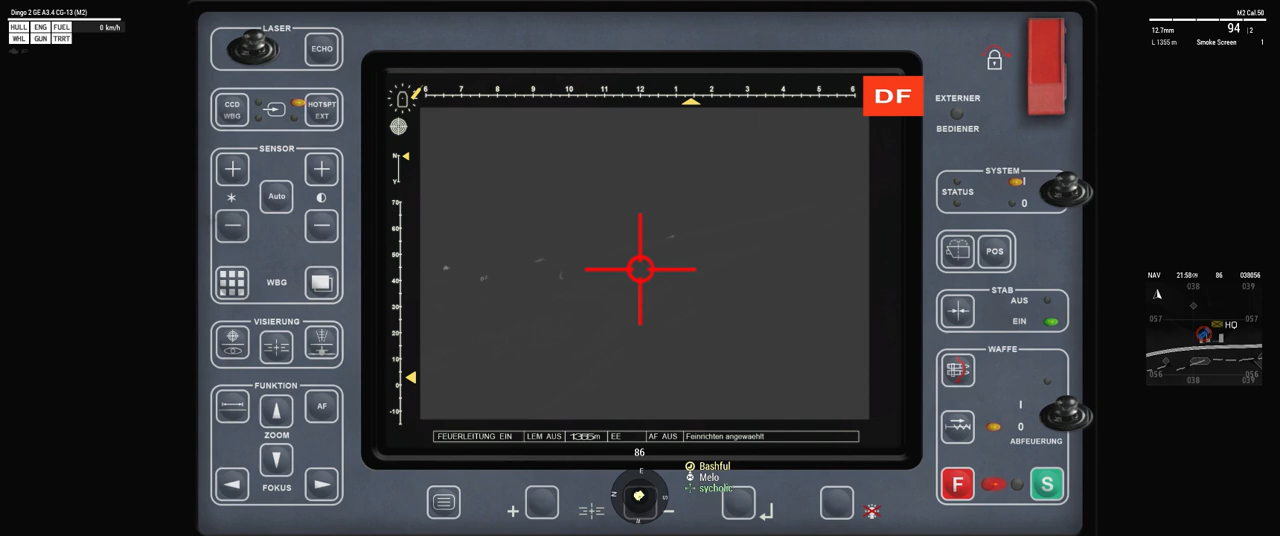 Dingo 2 GE A3.4 CG-13 (M2)
HULL ENG FUEL 0 km/h
WHL GUN TRRT
M2 Cal.50
12.7mm 94 |2
L 1355 m Smoke Screen 1
LASER
ECHO
CCD WBG
HOTSPT EXT
SENSOR
Auto
WBG
VISIERUNG
FUNKTION
AF
ZOOM
FOKUS
6 7 8 9 10 11 12 1 2 3 4 5 6
DF
N
Y
70
60
50
40
30
20
10
0
-10
FEUERLEITUNG EIN LEM AUS 1355m EE AF AUS Feinrichten angewaehlt
86
E
N S
Bashful
Melo
sycholic
EXTERNER
BEDIENER
SYSTEM
I
STATUS
0
POS
STAB
AUS
EIN
WAFFE
I
0
ABFEUERUNG
F S
NAV 21:58 86 038056
038 039
057 057
HQ
056 056
038 039